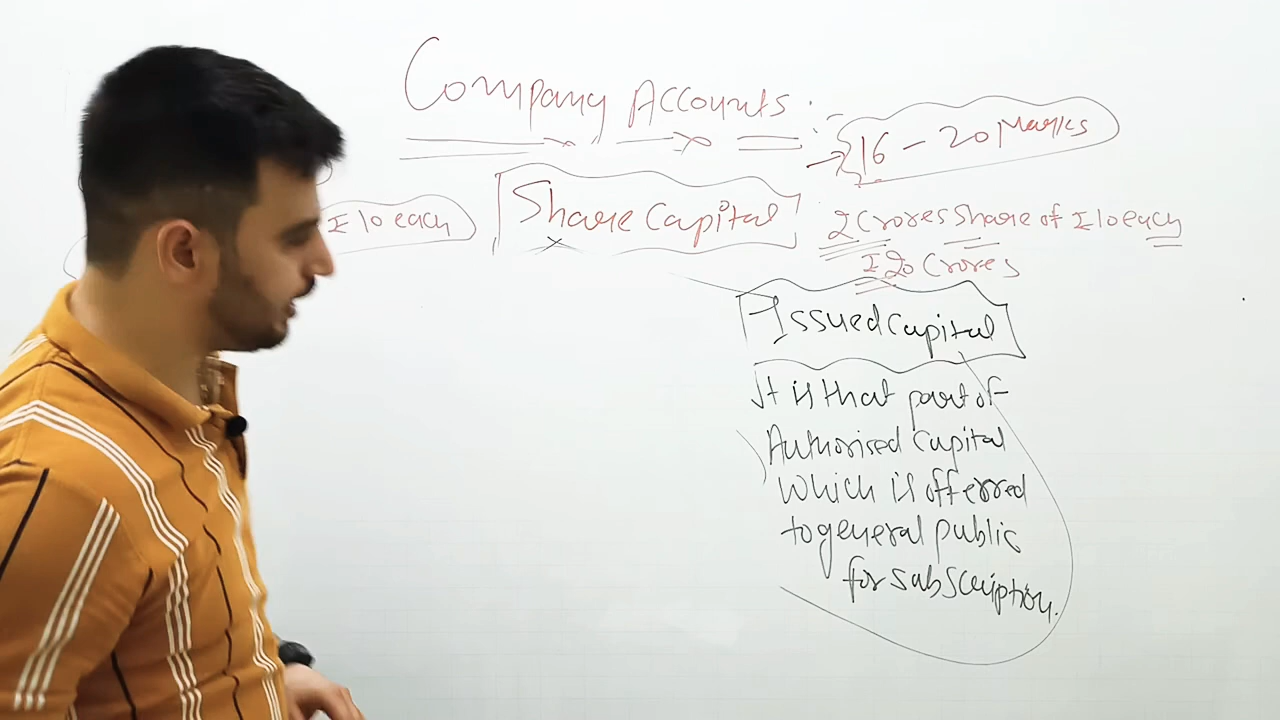 Company Accounts :-
16 - 20 Marks
₹ 10 each
Share Capital
2 Crores Share of ₹ 10 each
₹ 20 Crores
Issued Capital
It is that part of
Authorised Capital
which is offerred
to general public
for subscription.